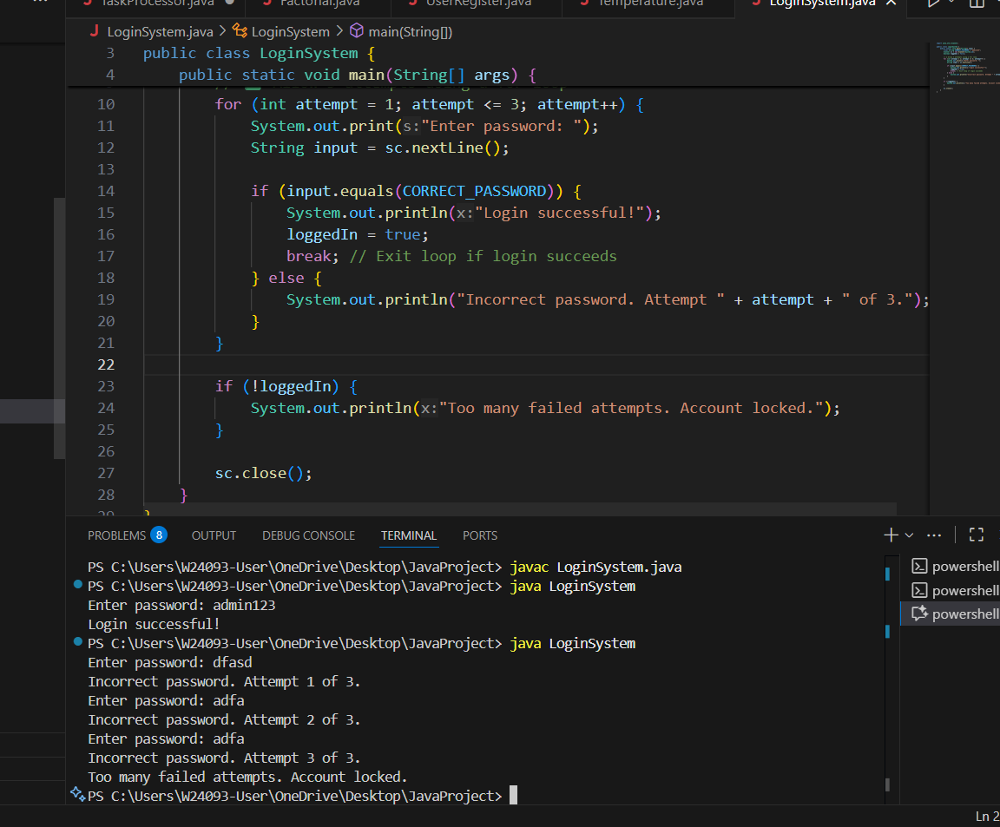 TaskProcessor.java
Factorial.java
UserRegister.java
Temperature.java
LoginSystem.java
LoginSystem.java > LoginSystem > main(String[])
3 public class LoginSystem {
4 public static void main(String[] args) {
10 for (int attempt = 1; attempt <= 3; attempt++) {
11 System.out.print(s:"Enter password: ");
12 String input = sc.nextLine();
13
14 if (input.equals(CORRECT_PASSWORD)) {
15 System.out.println(x:"Login successful!");
16 loggedIn = true;
17 break; // Exit loop if login succeeds
18 } else {
19 System.out.println("Incorrect password. Attempt " + attempt + " of 3.");
20 }
21 }
22
23 if (!loggedIn) {
24 System.out.println(x:"Too many failed attempts. Account locked.");
25 }
26
27 sc.close();
28 }
29 }
PROBLEMS 8 OUTPUT DEBUG CONSOLE TERMINAL PORTS
PS C:\Users\W24093-User\OneDrive\Desktop\JavaProject> javac LoginSystem.java
PS C:\Users\W24093-User\OneDrive\Desktop\JavaProject> java LoginSystem
Enter password: admin123
Login successful!
PS C:\Users\W24093-User\OneDrive\Desktop\JavaProject> java LoginSystem
Enter password: dfasd
Incorrect password. Attempt 1 of 3.
Enter password: adfa
Incorrect password. Attempt 2 of 3.
Enter password: adfa
Incorrect password. Attempt 3 of 3.
Too many failed attempts. Account locked.
PS C:\Users\W24093-User\OneDrive\Desktop\JavaProject>
powershell
powershell
powershell
Ln 2